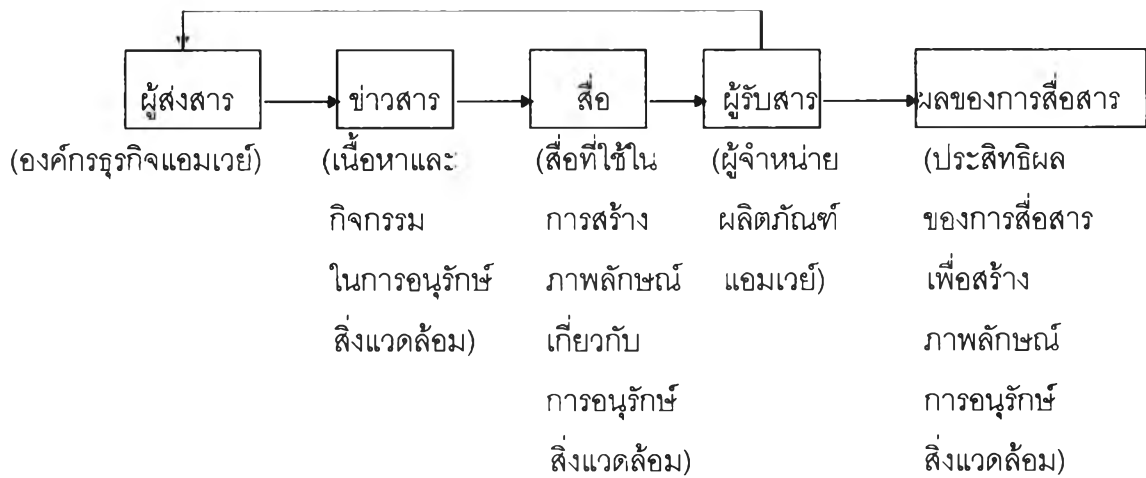 ผู้ส่งสาร ข่าวสาร สื่อ ผู้รับสาร ผลของการสื่อสาร
(องค์กรธุรกิจแอมเวย์) (เนื้อหาและ (สื่อที่ใช้ใน (ผู้จำหน่าย (ประสิทธิผล
กิจกรรม การสร้าง ผลิตภัณฑ์ ของการสื่อสาร
ในการอนุรักษ์ ภาพลักษณ์ แอมเวย์) เพื่อสร้าง
สิ่งแวดล้อม) เกี่ยวกับ ภาพลักษณ์
การอนุรักษ์ การอนุรักษ์
สิ่งแวดล้อม) สิ่งแวดล้อม)